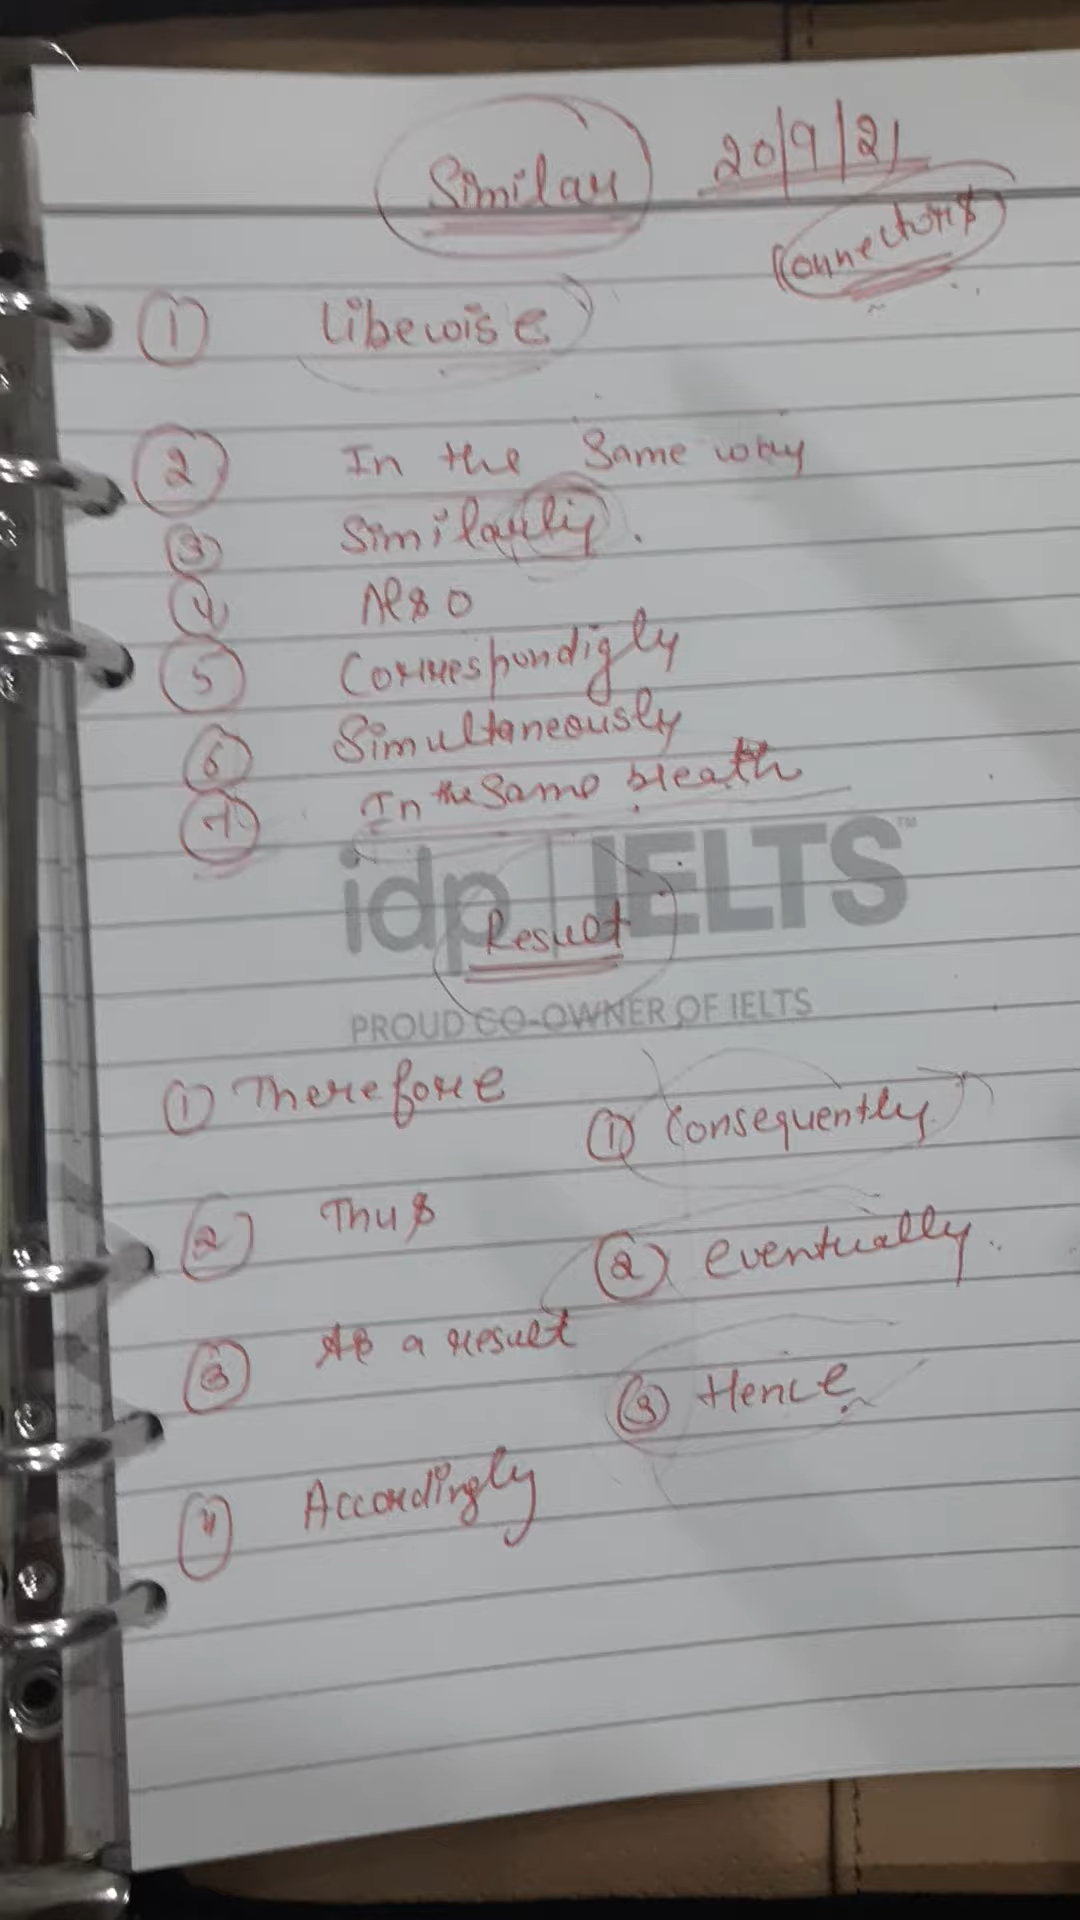 Similar 20/9/21
Connectors
① Likewise
② In the same way
③ Similarly.
④ Also
⑤ Correspondigly
⑥ Simultaneously
⑦ In the same breath
idp IELTS™
Result
PROUD CO-OWNER OF IELTS
① Therefore
① Consequently
② Thus
② eventually.
③ As a result
③ Hence
④ Accordingly